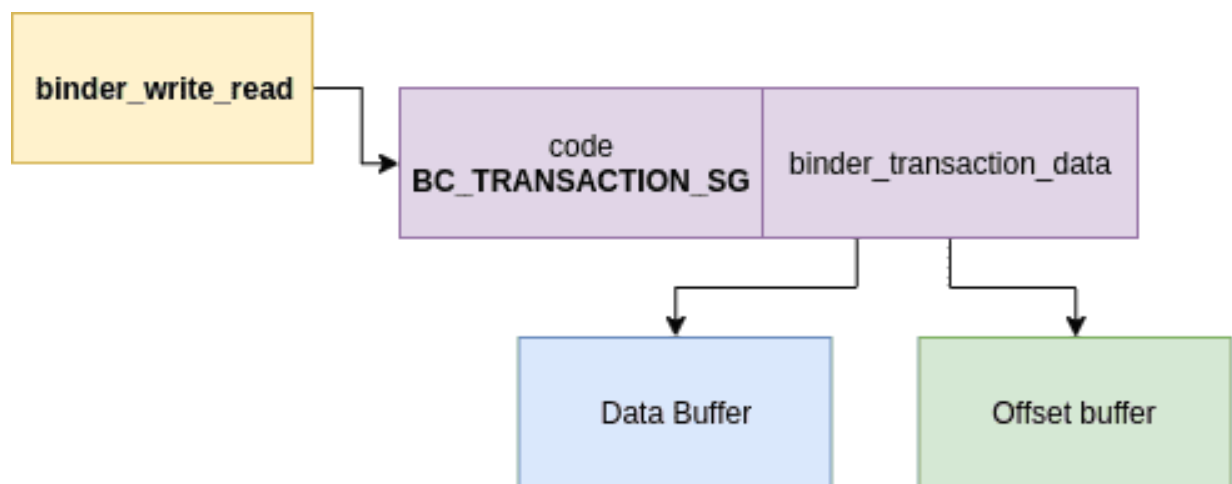 binder_write_read
code
BC_TRANSACTION_SG
binder_transaction_data
Data Buffer
Offset buffer